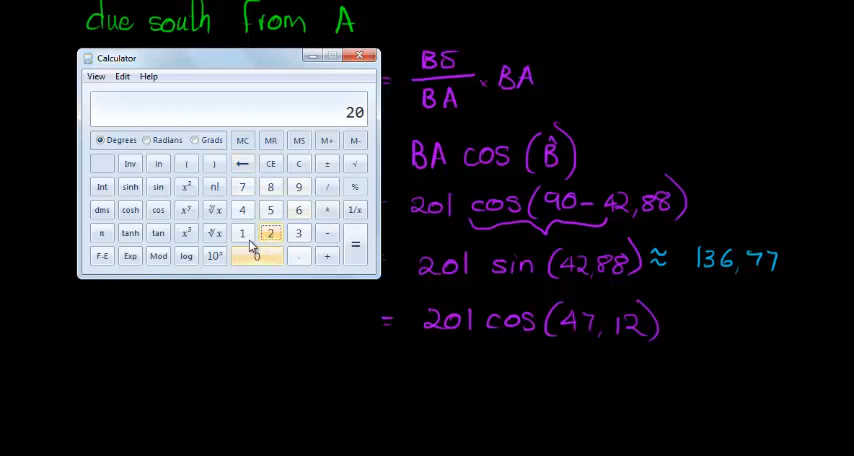 due south from A
Calculator
View Edit Help
20
Degrees Radians Grads MC MR MS M+ M-
Inv ln ( ) ← CE C ± √
Int sinh sin x² n! 7 8 9 / %
dms cosh cos xʸ ʸ√x 4 5 6 * 1/x
π tanh tan x³ ³√x 1 2 3 - =
F-E Exp Mod log 10ˣ 0 . +
= BS/BA × BA
BA cos (B̂)
201 cos(90-42,88)
= 201 sin (42,88) ≈ 136,77
= 201 cos(47,12)